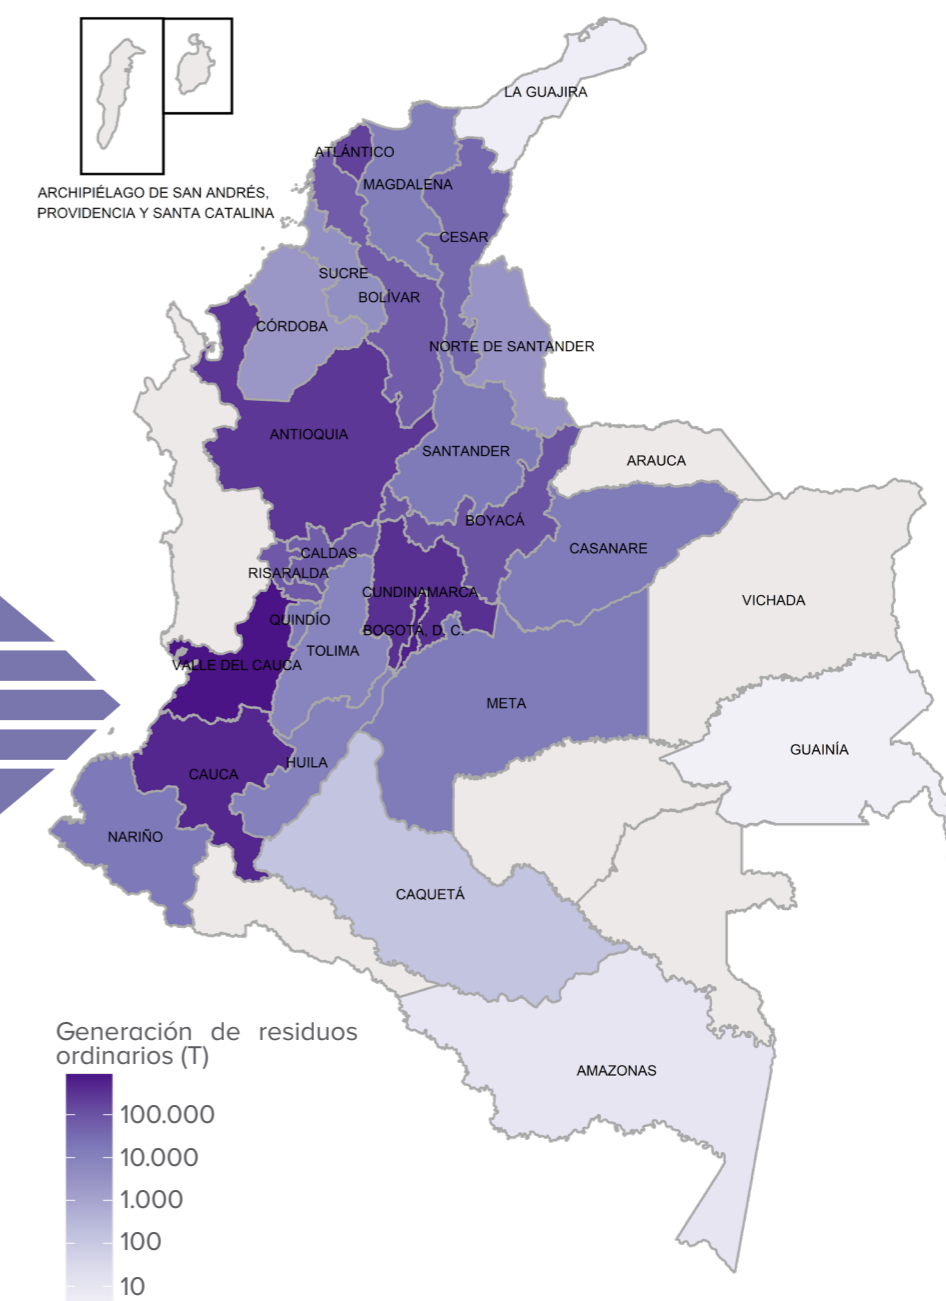 LA GUAJIRA
ATLÁNTICO
MAGDALENA
ARCHIPIÉLAGO DE SAN ANDRÉS,
PROVIDENCIA Y SANTA CATALINA
CESAR
SUCRE
BOLÍVAR
CÓRDOBA
NORTE DE SANTANDER
ANTIOQUIA
SANTANDER
ARAUCA
BOYACÁ
CASANARE
CALDAS
RISARALDA
CUNDINAMARCA
VICHADA
QUINDÍO
BOGOTÁ, D. C.
TOLIMA
VALLE DEL CAUCA
META
GUAINÍA
HUILA
CAUCA
NARIÑO
CAQUETÁ
Generación de residuos
ordinarios (T)
AMAZONAS
100.000
10.000
1.000
100
10